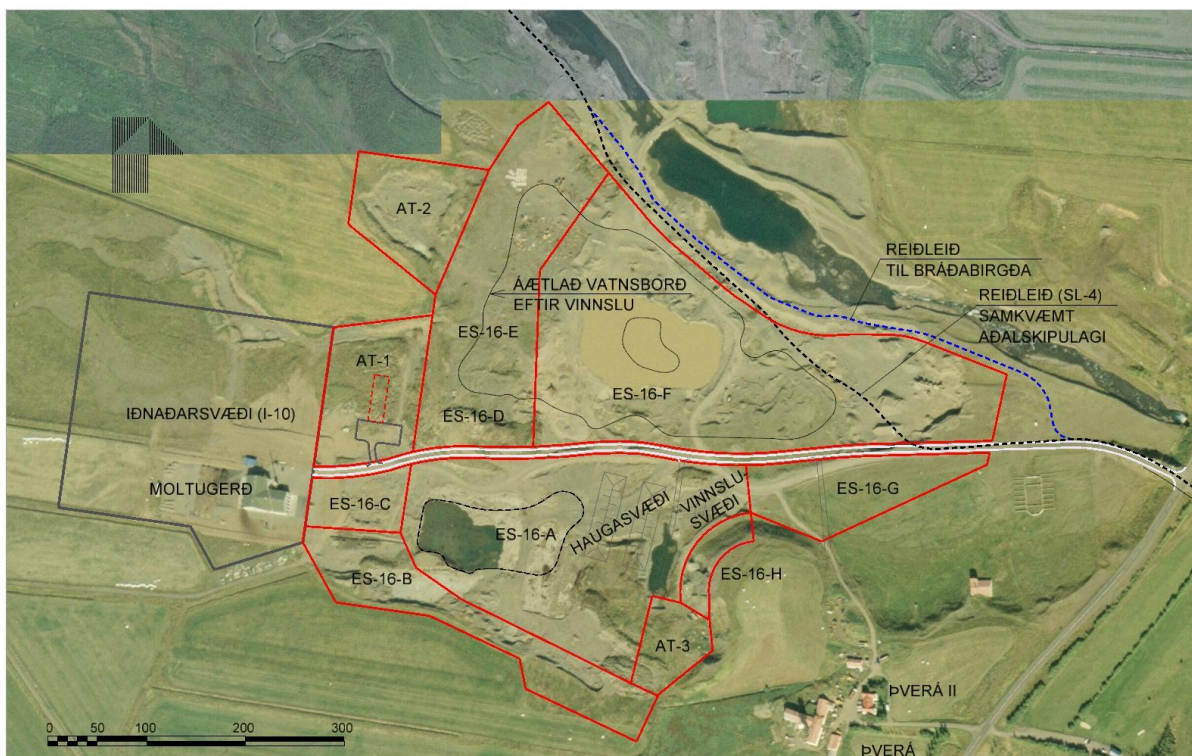 AT-2
REIÐLEIÐ
TIL BRÁÐABIRGÐA
ÁÆTLAÐ VATNSBORÐ
EFTIR VINNSLU
REIÐLEIÐ (SL-4)
SAMKVÆMT
AÐALSKIPULAGI
ES-16-E
AT-1
ES-16-F
IÐNAÐARSVÆÐI (I-10)
ES-16-D
MOLTUGERÐ
ES-16-C
ES-16-A
HAUGASVÆÐI
VINNSLU-
SVÆÐI
ES-16-G
ES-16-B
ES-16-H
AT-3
ÞVERÁ II
ÞVERÁ
0 50 100 200 300